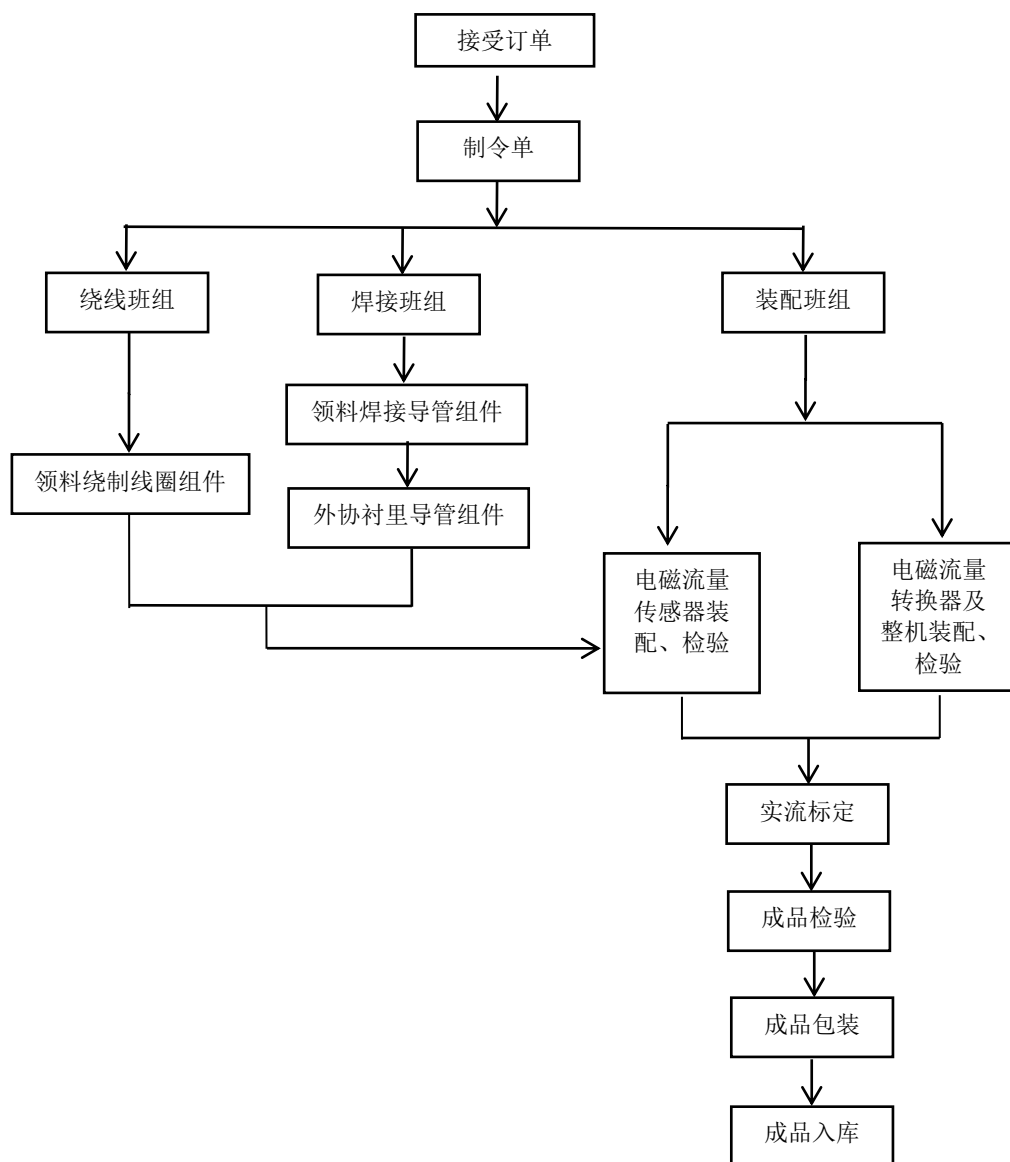 接受订单
制令单
绕线班组
焊接班组
装配班组
领料焊接导管组件
领料绕制线圈组件
外协衬里导管组件
电磁流量
传感器装
配、检验
电磁流量
转换器及
整机装配、
检验
实流标定
成品检验
成品包装
成品入库